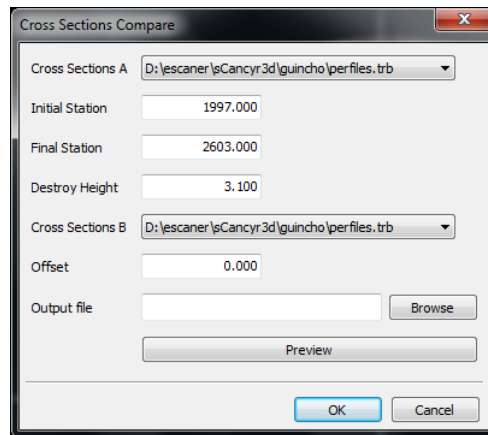 Cross Sections Compare
Cross Sections A D:\escaner\sCancyr3d\guincho\perfiles.trb
Initial Station 1997.000
Final Station 2603.000
Destroy Height 3.100
Cross Sections B D:\escaner\sCancyr3d\guincho\perfiles.trb
Offset 0.000
Output file Browse
Preview
OK Cancel